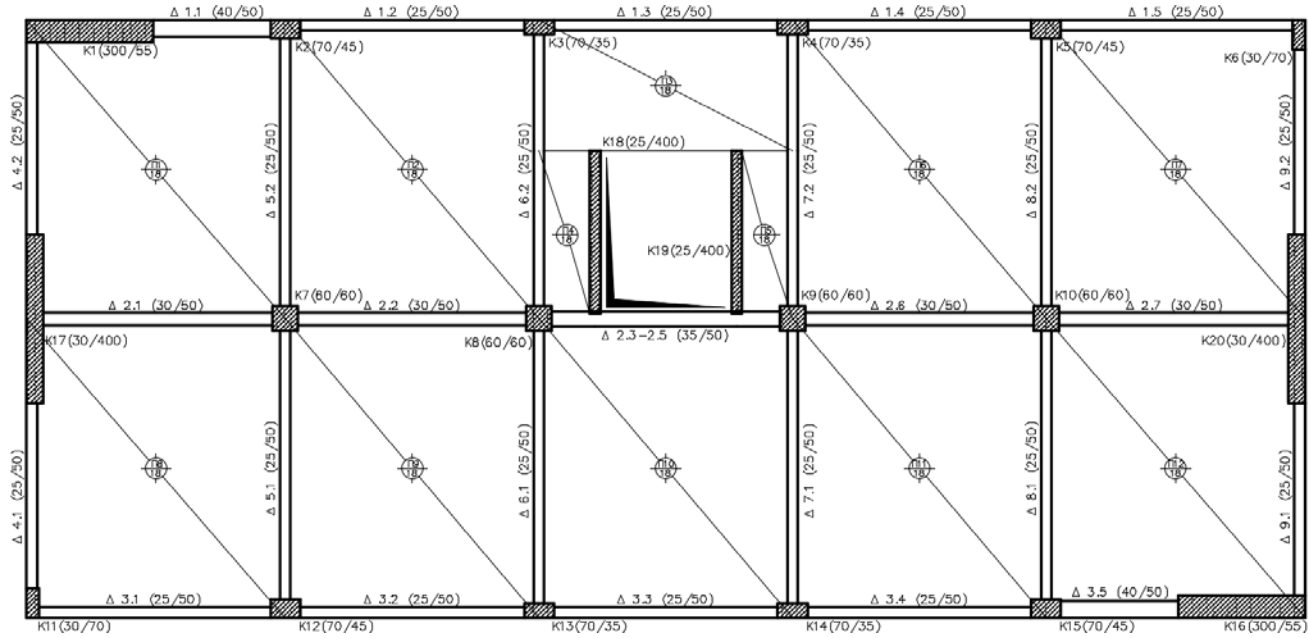 Δ 1.1 (40/50)
Δ 1.2 (25/50)
Δ 1.3 (25/50)
Δ 1.4 (25/50)
Δ 1.5 (25/50)
K1(300/55)
K2(70/45)
K3(70/35)
K4(70/35)
K5(70/45)
K6(30/70)
Π3
18
Δ 4.2 (25/50)
Δ 5.2 (25/50)
Δ 6.2 (25/50)
Δ 7.2 (25/50)
Δ 8.2 (25/50)
Δ 9.2 (25/50)
K18(25/400)
Π1
18
Π2
18
Π6
18
Π7
18
Π4
18
Π5
18
K19(25/400)
Δ 2.1 (30/50)
K7(60/60)
Δ 2.2 (30/50)
K9(60/60)
Δ 2.6 (30/50)
K10(60/60)
Δ 2.7 (30/50)
K17(30/400)
K8(60/60)
Δ 2.3-2.5 (35/50)
K20(30/400)
Π8
18
Π9
18
Π10
18
Π11
18
Π12
18
Δ 4.1 (25/50)
Δ 5.1 (25/50)
Δ 6.1 (25/50)
Δ 7.1 (25/50)
Δ 8.1 (25/50)
Δ 9.1 (25/50)
Δ 3.1 (25/50)
Δ 3.2 (25/50)
Δ 3.3 (25/50)
Δ 3.4 (25/50)
Δ 3.5 (40/50)
K11(30/70)
K12(70/45)
K13(70/35)
K14(70/35)
K15(70/45)
K16(300/55)